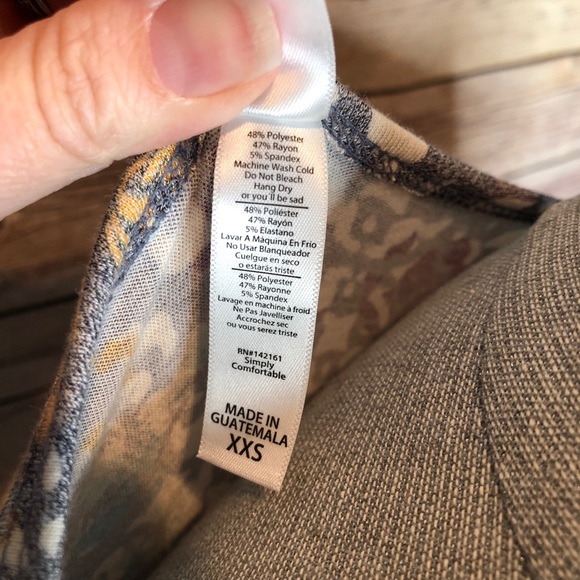 48% Polyester
47% Rayon
5% Spandex
Machine Wash Cold
Do Not Bleach
Hang Dry
or you'll be sad
48% Poliéster
47% Rayón
5% Elastano
Lavar A Máquina En Frío
No Usar Blanqueador
Cuelgue en seco
o estarás triste
48% Polyester
47% Rayonne
5% Spandex
Lavage en machine à froid
Ne Pas Javelliser
Accrochez sec
ou vous serez triste
RN#142161
Simply
Comfortable
MADE IN
GUATEMALA
XXS